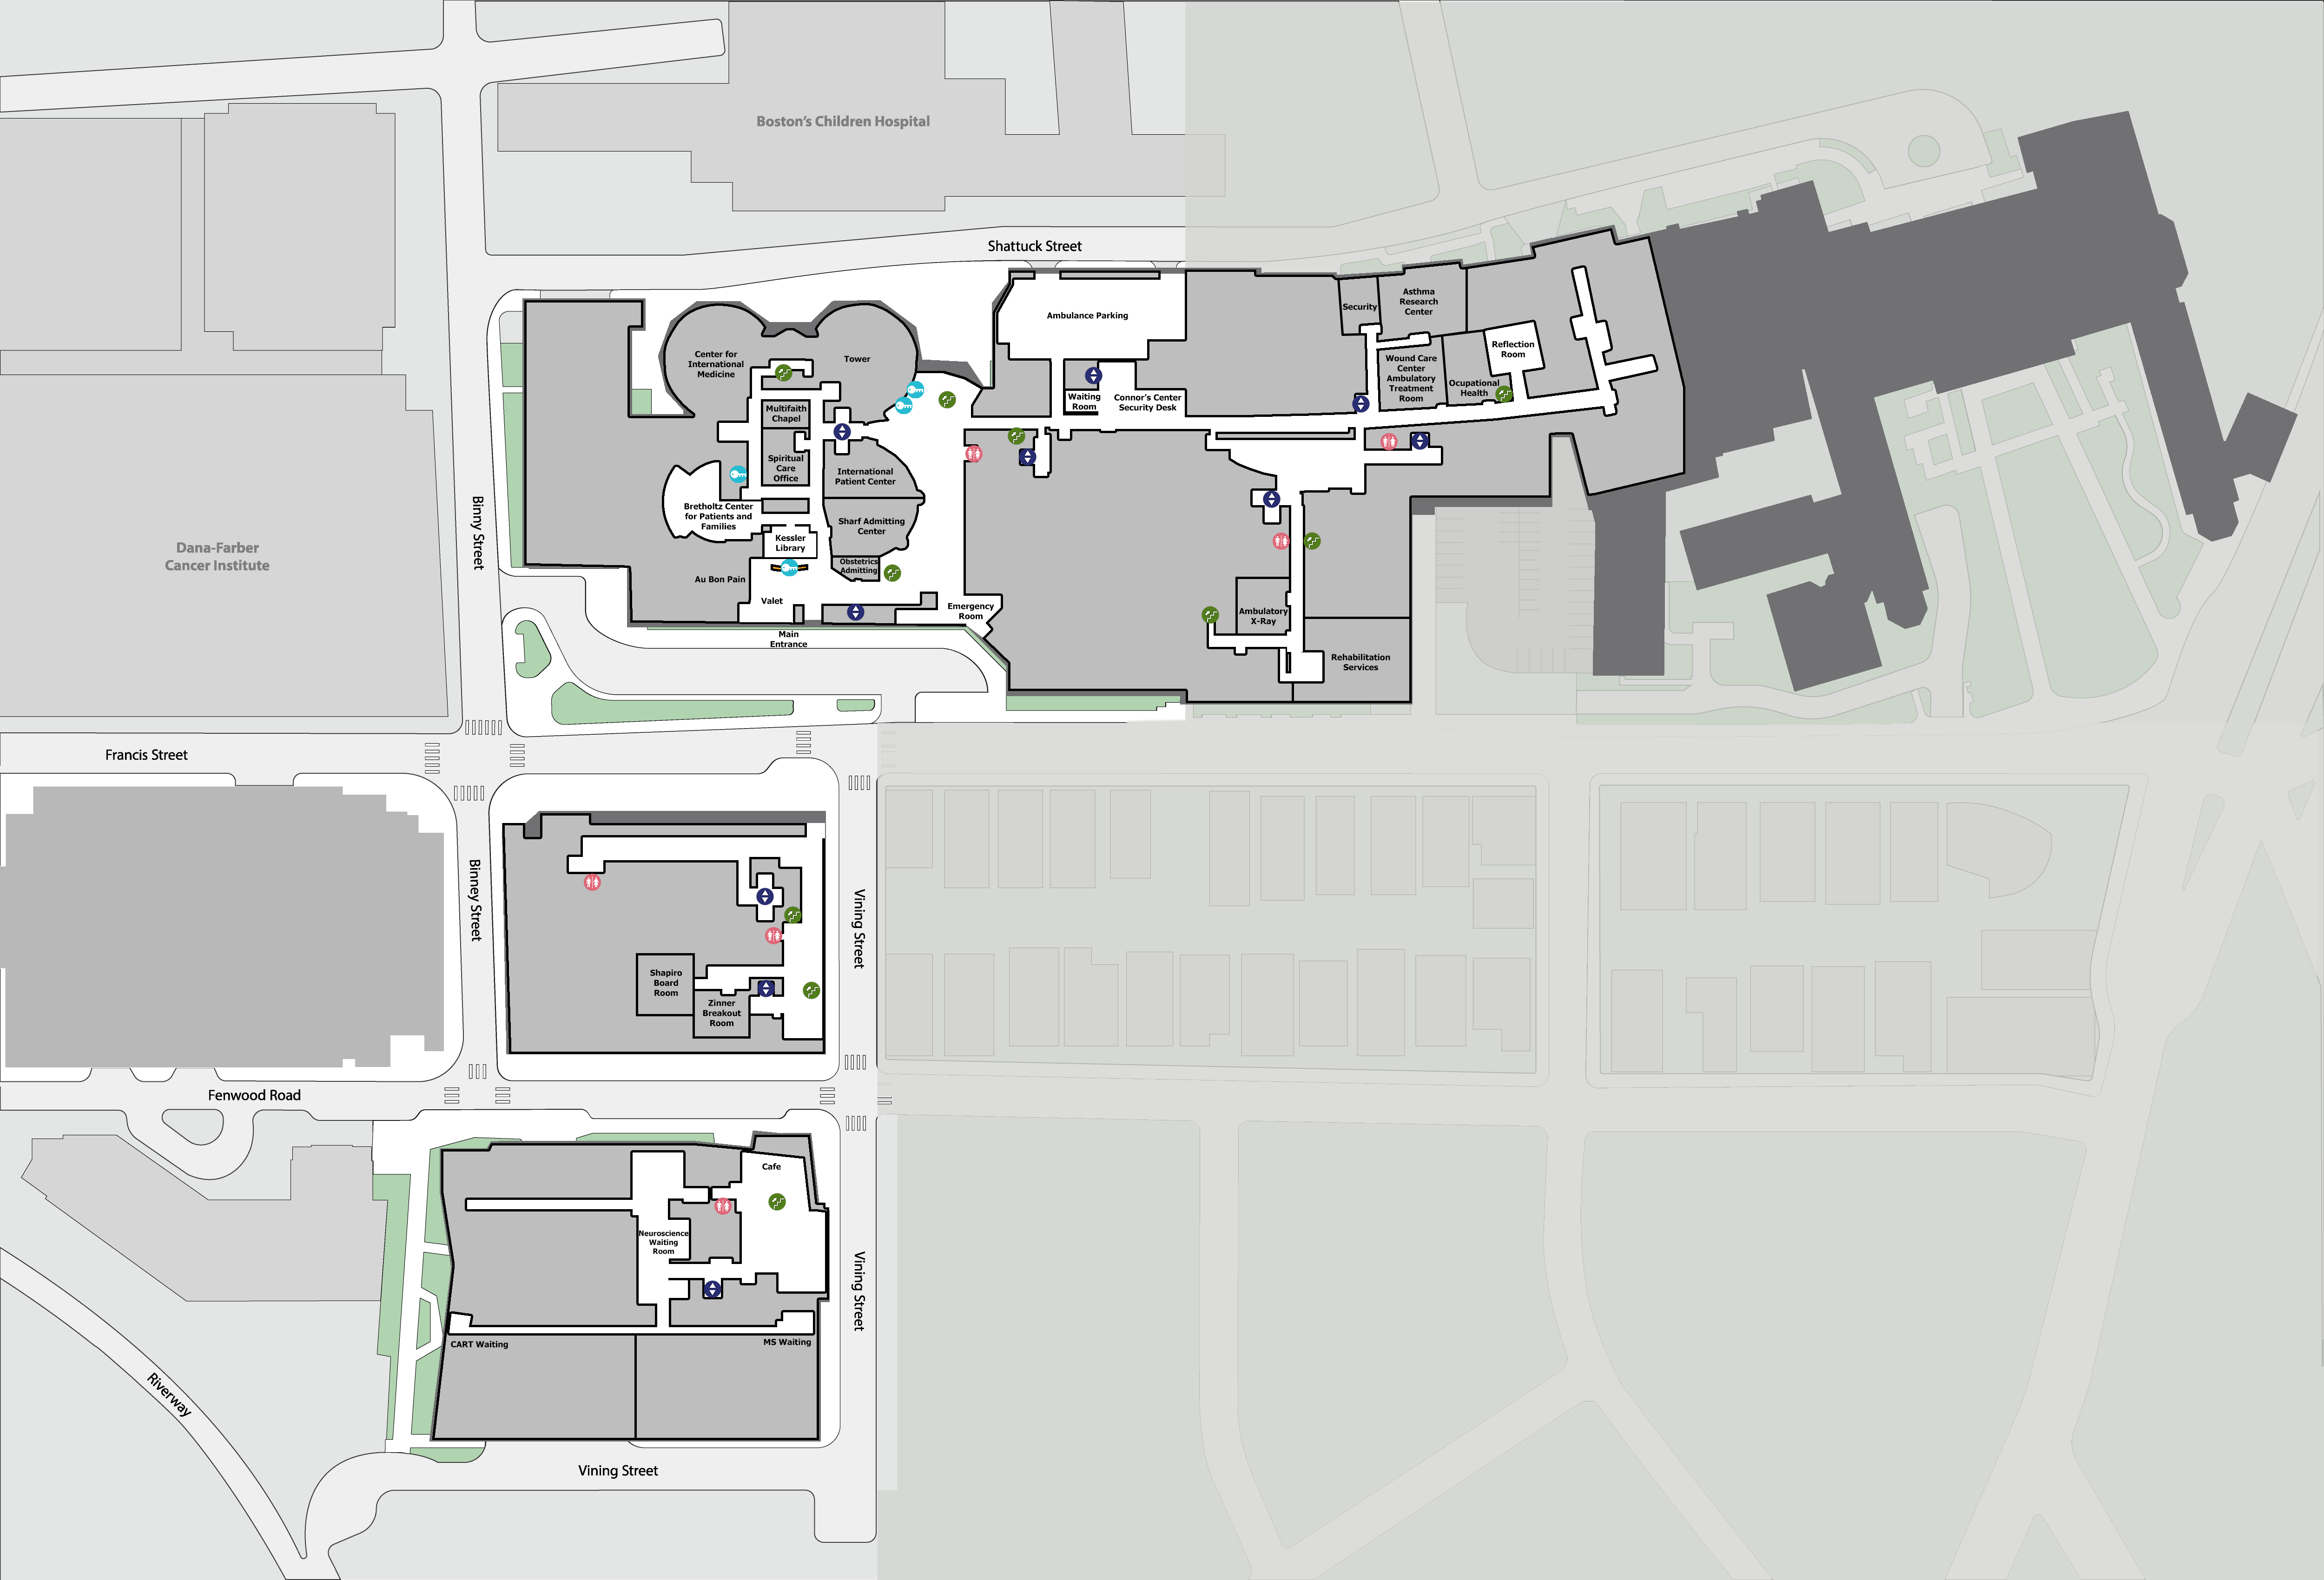 Boston's Children Hospital
Shattuck Street
Ambulance Parking
Security
Asthma
Research
Center
Center for
International
Medicine
Tower
Reflection
Room
Wound Care
Center
Ambulatory
Treatment
Room
Ocupational
Health
Waiting
Room
Connor's Center
Security Desk
Multifaith
Chapel
Spiritual
Care
Office
International
Patient Center
Bretholtz Center
for Patients and
Families
Sharf Admitting
Center
Kessler
Library
Obstetrics
Admitting
Au Bon Pain
Valet
Emergency
Room
Main
Entrance
Ambulatory
X-Ray
Rehabilitation
Services
Binny Street
Dana-Farber
Cancer Institute
Francis Street
Binney Street
Vining Street
Shapiro
Board
Room
Zinner
Breakout
Room
Fenwood Road
Cafe
Neuroscience
Waiting
Room
Vining Street
CART Waiting
MS Waiting
Riverway
Vining Street